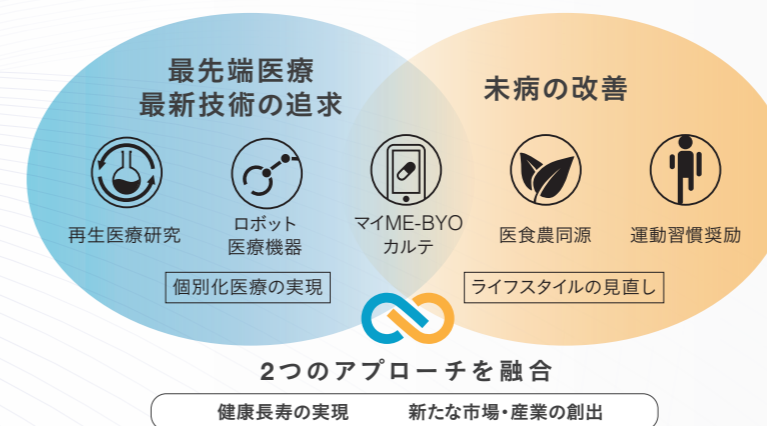 最先端医療
最新技術の追求
未病の改善
再生医療研究
ロボット
医療機器
マイME-BYO
カルテ
医食農同源
運動習慣奨励
個別化医療の実現
ライフスタイルの見直し
2つのアプローチを融合
健康長寿の実現 新たな市場・産業の創出